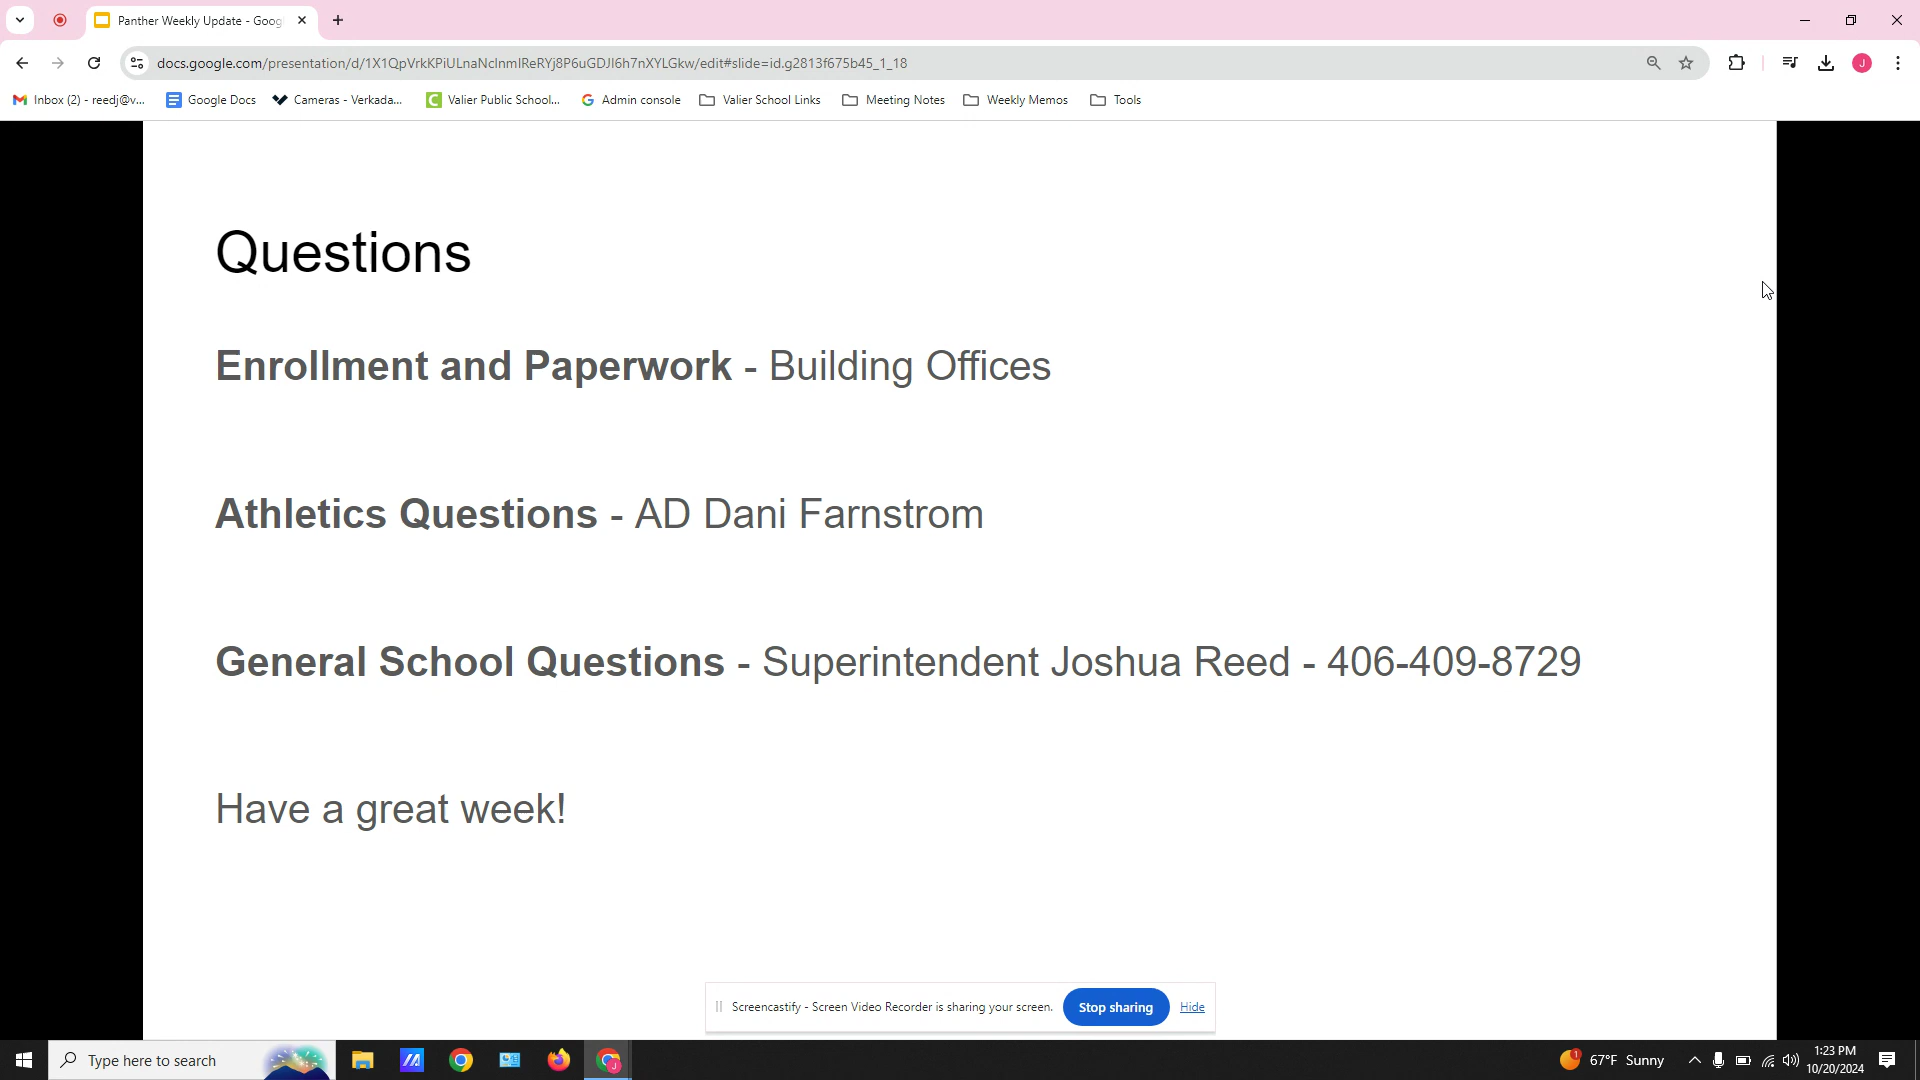 Panther Weekly Update - Goog
docs.google.com/presentation/d/1X1QpVrkKPiULnaNclnmIReRYj8P6uGDJl6h7nXYLGkw/edit#slide=id.g2813f675b45_1_18
J
Inbox (2) - reedj@v...
Google Docs
Cameras - Verkada...
Valier Public School...
Admin console
Valier School Links
Meeting Notes
Weekly Memos
Tools
Questions
Enrollment and Paperwork - Building Offices
Athletics Questions - AD Dani Farnstrom
General School Questions - Superintendent Joshua Reed - 406-409-8729
Have a great week!
Screencastify - Screen Video Recorder is sharing your screen.
Stop sharing
Hide
Type here to search
1
67°F Sunny
1:23 PM
10/20/2024